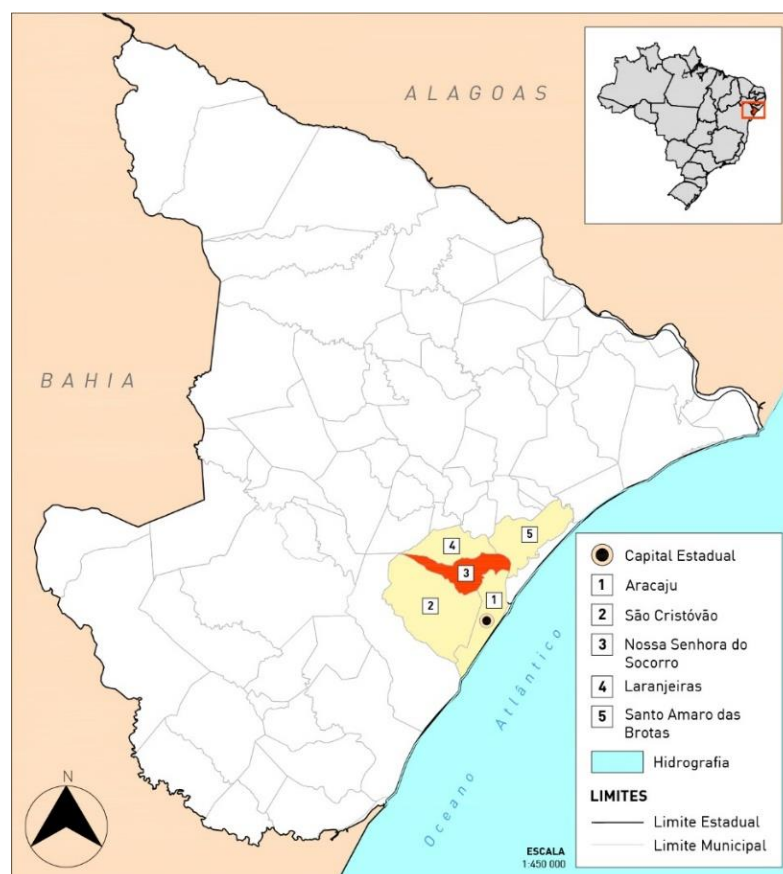 ALAGOAS
BAHIA
4
5
3
1
2
Oceano Atlântico
N
ESCALA
1:450 000
Capital Estadual
1 Aracaju
2 São Cristóvão
3 Nossa Senhora do
Socorro
4 Laranjeiras
5 Santo Amaro das
Brotas
Hidrografia
LIMITES
Limite Estadual
Limite Municipal